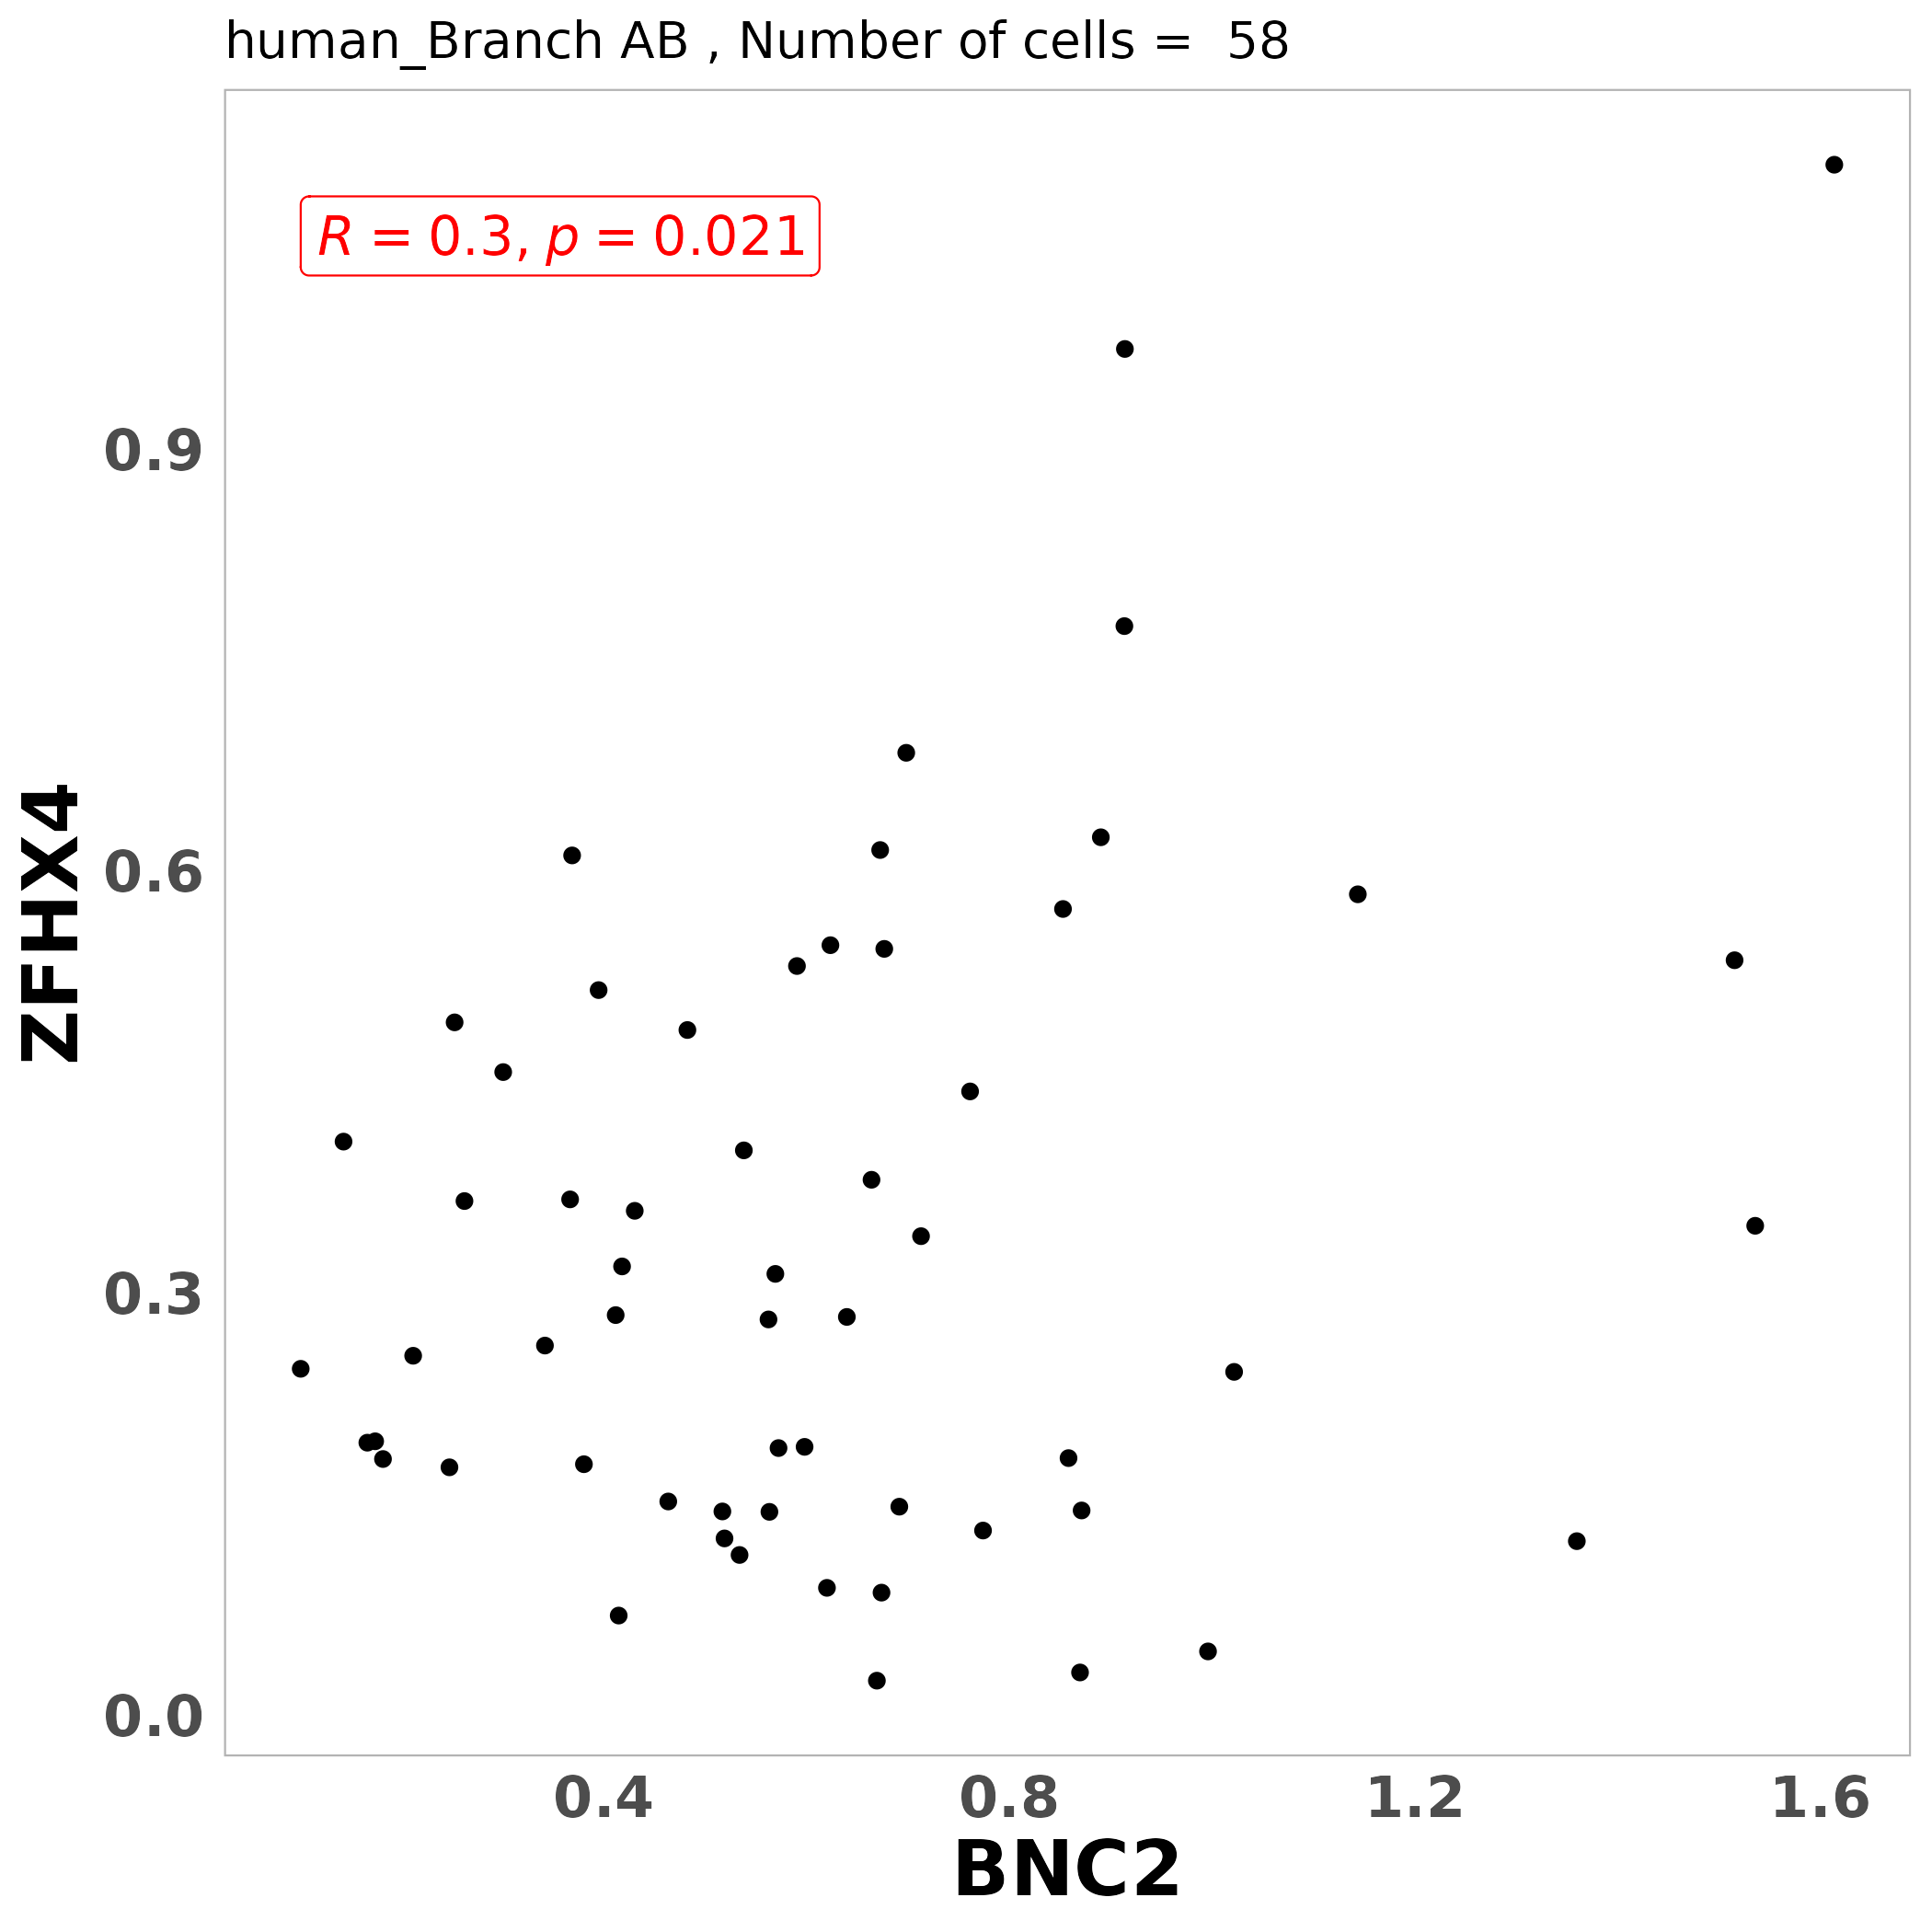 human_Branch AB , Number of cells =  58
R = 0.3, p = 0.021
ZFHX4
0.9
0.6
0.3
0.0
0.4 0.8 1.2 1.6
BNC2